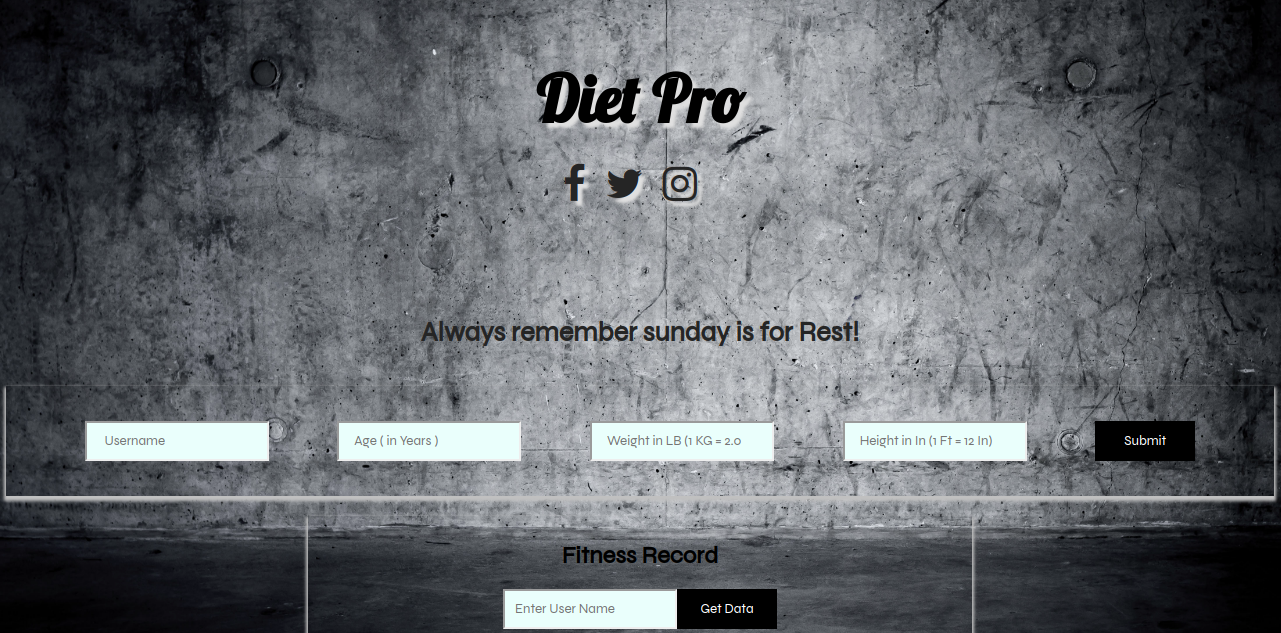 Diet Pro
Always remember sunday is for Rest!
Username
Age ( in Years )
Weight in LB (1 KG = 2.0
Height in In (1 Ft = 12 In)
Submit
Fitness Record
Enter User Name
Get Data